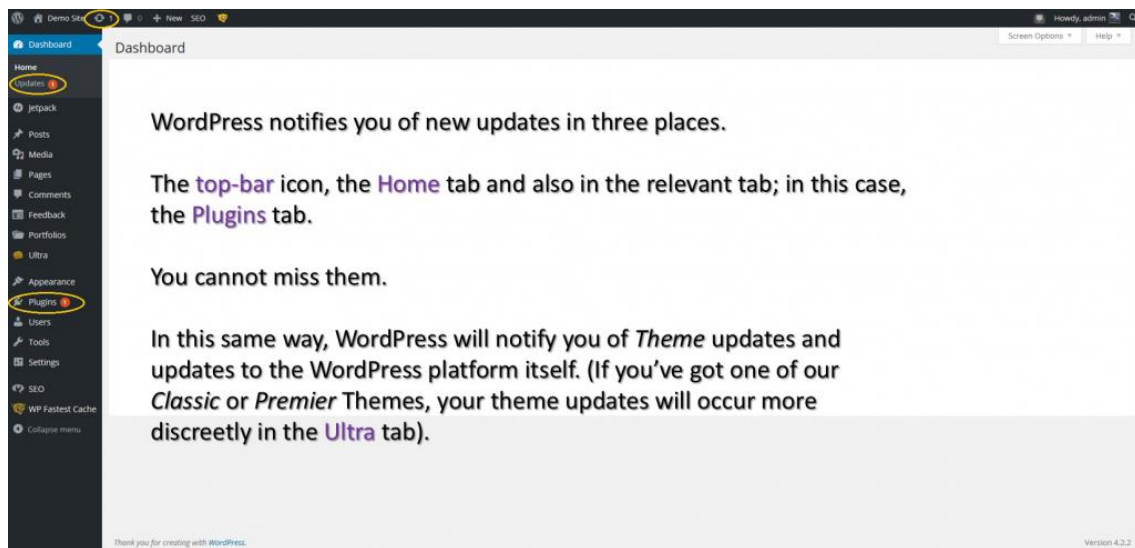 Demo Site 1 0 + New SEO Howdy, admin
Screen Options Help
Dashboard
Home
Updates 1
Jetpack
Posts
Media
Pages
Comments
Feedback
Portfolios
Ultra
Appearance
Plugins 1
Users
Tools
Settings
SEO
WP Fastest Cache
Collapse menu
Dashboard
WordPress notifies you of new updates in three places.
The top-bar icon, the Home tab and also in the relevant tab; in this case,
the Plugins tab.
You cannot miss them.
In this same way, WordPress will notify you of Theme updates and
updates to the WordPress platform itself. (If you’ve got one of our
Classic or Premier Themes, your theme updates will occur more
discreetly in the Ultra tab).
Thank you for creating with WordPress.
Version 4.2.2